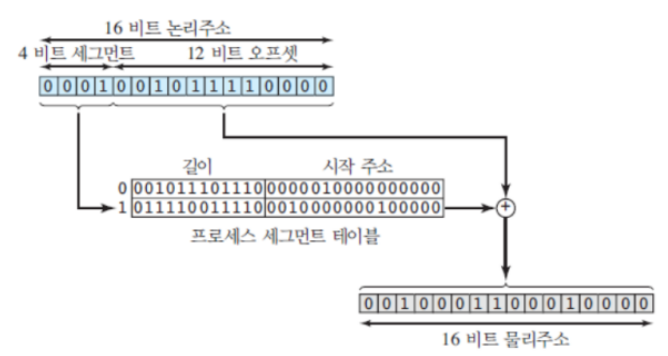 16 비트 논리주소
4 비트 세그먼트 12 비트 오프셋
0 0 0 1 0 0 1 0 1 1 1 1 0 0 0 0
길이 시작 주소
0 001011101110 0000010000000000
1 011110011110 0010000000100000
+
프로세스 세그먼트 테이블
0 0 1 0 0 0 1 1 0 0 0 1 0 0 0 0
16 비트 물리주소